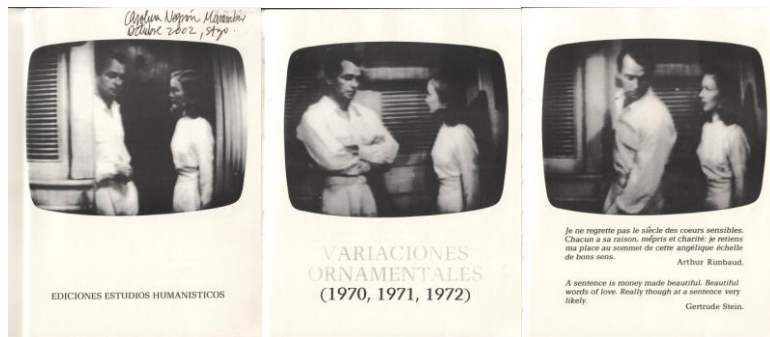 Carolina Negrón
Octubre 2002, Stgo.
EDICIONES ESTUDIOS HUMANISTICOS
VARIACIONES
ORNAMENTALES
(1970, 1971, 1972)
Je ne regrette pas le siècle des coeurs sensibles.
Chacun a sa raison, mépris et charité: je retiens
ma place au sommet de cette angélique échelle
de bons sens.
Arthur Rimbaud.
A sentence is money made beautiful. Beautiful
words of love. Really though at a sentence very
likely.
Gertrude Stein.